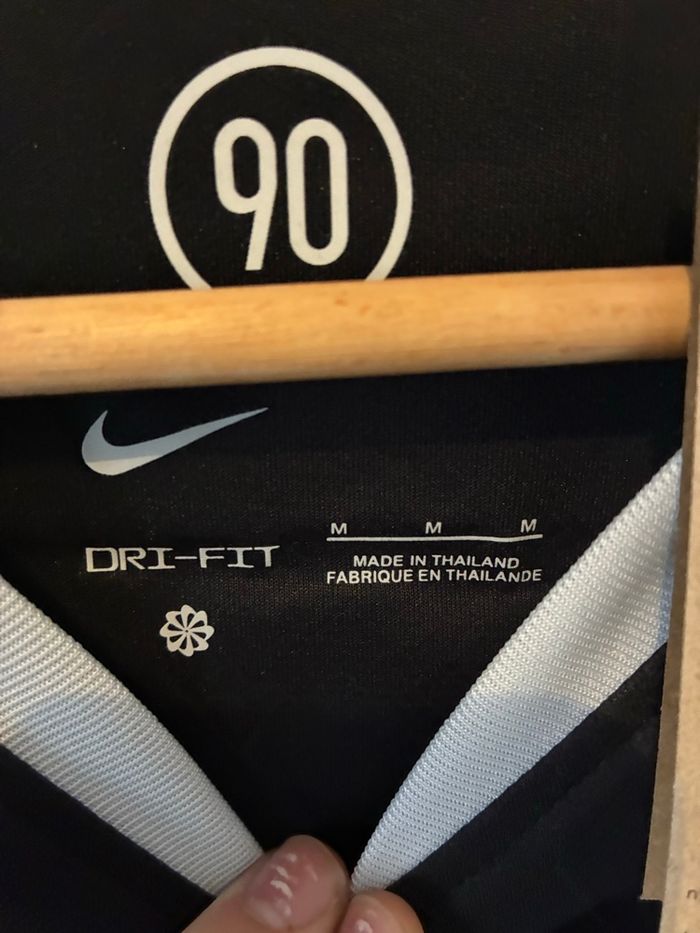 90
DRI-FIT
M M M
MADE IN THAILAND
FABRIQUE EN THAILANDE